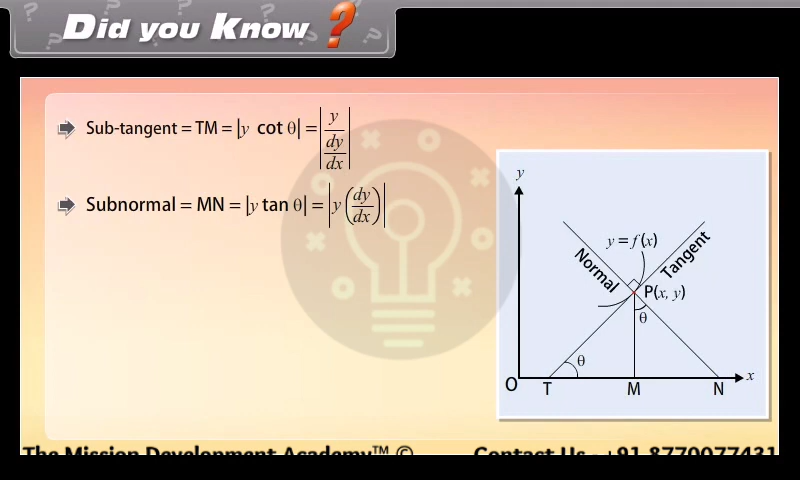 Did you Know ?
Sub-tangent = TM = |y cot θ| = |y / (dy/dx)|
Subnormal = MN = |y tan θ| = |y (dy/dx)|
y
y = f(x)
Normal
Tangent
P(x, y)
θ
θ
O T M N x
The Mission Development Academy™ © Contact Us - +91 8770077431